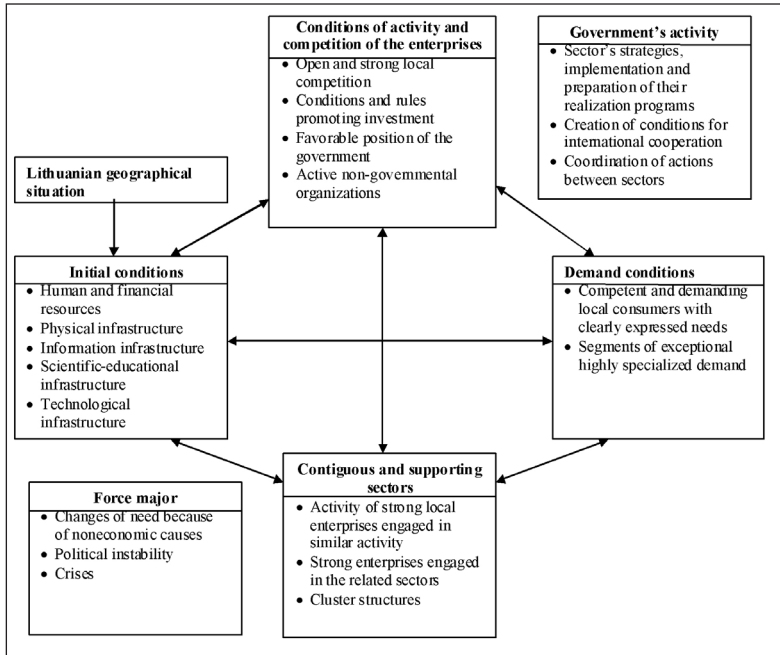 Conditions of activity and
competition of the enterprises
• Open and strong local
competition
• Conditions and rules
promoting investment
• Favorable position of the
government
• Active non-governmental
organizations
Government's activity
• Sector's strategies,
implementation and
preparation of their
realization programs
• Creation of conditions for
international cooperation
• Coordination of actions
between sectors
Lithuanian geographical
situation
Initial conditions
• Human and financial
resources
• Physical infrastructure
• Information infrastructure
• Scientific-educational
infrastructure
• Technological
infrastructure
Demand conditions
• Competent and demanding
local consumers with
clearly expressed needs
• Segments of exceptional
highly specialized demand
Force major
• Changes of need because
of noneconomic causes
• Political instability
• Crises
Contiguous and supporting
sectors
• Activity of strong local
enterprises engaged in
similar activity
• Strong enterprises engaged
in the related sectors
• Cluster structures